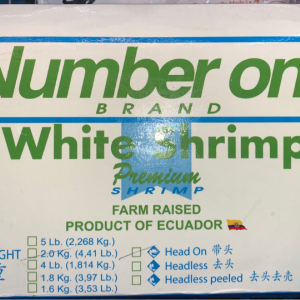 Number on
BRAND
White Shrimp
Premium
SHRIMP
FARM RAISED
PRODUCT OF ECUADOR
GHT
重
5 Lb. (2,268 Kg.)
2.0 Kg. (4,41 Lb.)
4 Lb. (1,814 Kg.)
1.8 Kg. (3,97 Lb.)
1.6 Kg. (3,53 Lb.)
Head On 带头
Headless 去头
Headless peeled 去头去壳